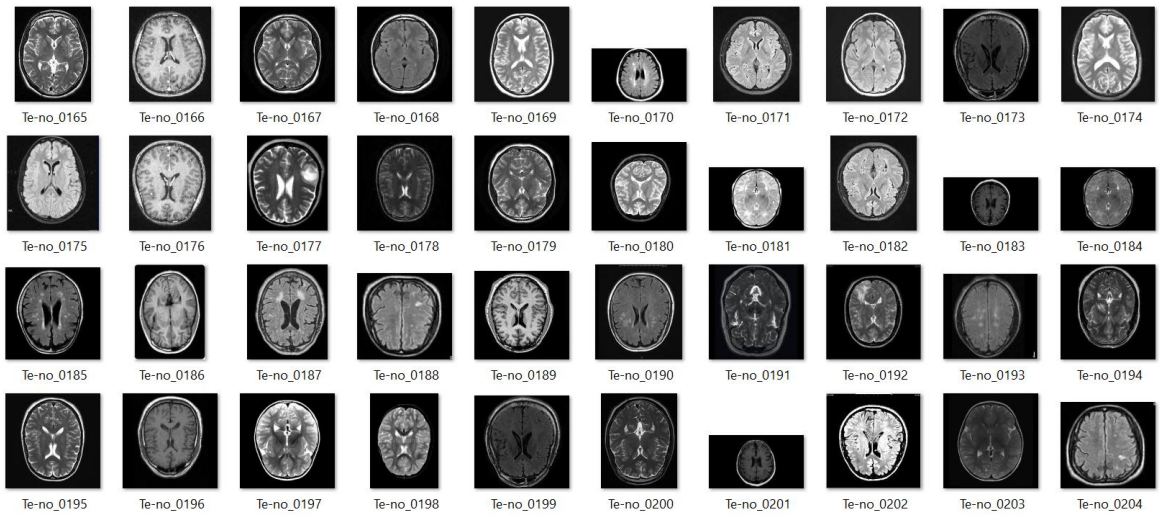 Te-no_0165 Te-no_0166 Te-no_0167 Te-no_0168 Te-no_0169 Te-no_0170 Te-no_0171 Te-no_0172 Te-no_0173 Te-no_0174
Te-no_0175 Te-no_0176 Te-no_0177 Te-no_0178 Te-no_0179 Te-no_0180 Te-no_0181 Te-no_0182 Te-no_0183 Te-no_0184
Te-no_0185 Te-no_0186 Te-no_0187 Te-no_0188 Te-no_0189 Te-no_0190 Te-no_0191 Te-no_0192 Te-no_0193 Te-no_0194
Te-no_0195 Te-no_0196 Te-no_0197 Te-no_0198 Te-no_0199 Te-no_0200 Te-no_0201 Te-no_0202 Te-no_0203 Te-no_0204